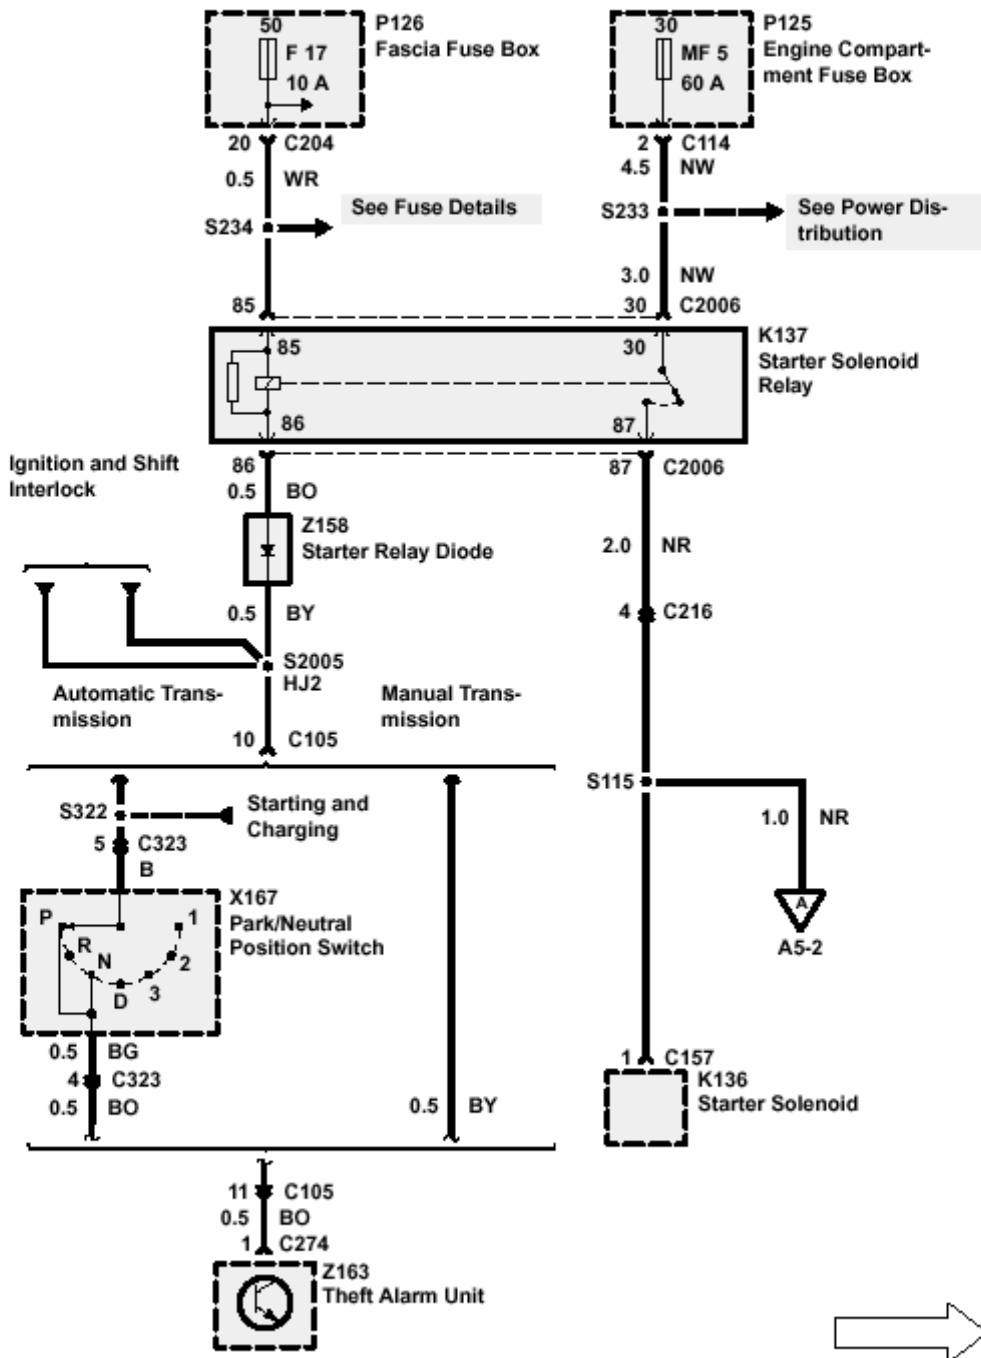 50
F 17
10 A
P126
Fascia Fuse Box
30
MF 5
60 A
P125
Engine Compart-
ment Fuse Box
20 C204
0.5 WR
2 C114
4.5 NW
S234
See Fuse Details
S233
See Power Dis-
tribution
3.0 NW
85
30 C2006
85
30
K137
Starter Solenoid
Relay
86
87
86
87 C2006
Ignition and Shift
Interlock
0.5 BO
Z158
Starter Relay Diode
2.0 NR
0.5 BY
4 C216
S2005
HJ2
Automatic Trans-
mission
Manual Trans-
mission
10 C105
S115
S322
Starting and
Charging
1.0 NR
5 C323
B
X167
Park/Neutral
Position Switch
P
R
N
D
3
2
1
A
A5-2
0.5 BG
4 C323
0.5 BO
0.5 BY
1 C157
K136
Starter Solenoid
11 C105
0.5 BO
1 C274
Z163
Theft Alarm Unit